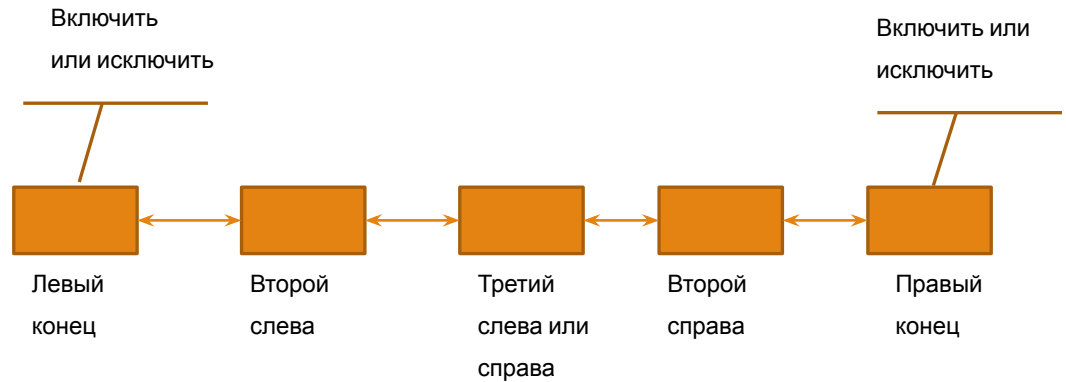 Включить
или исключить
Включить или
исключить
Левый
конец
Второй
слева
Третий
слева или
справа
Второй
справа
Правый
конец